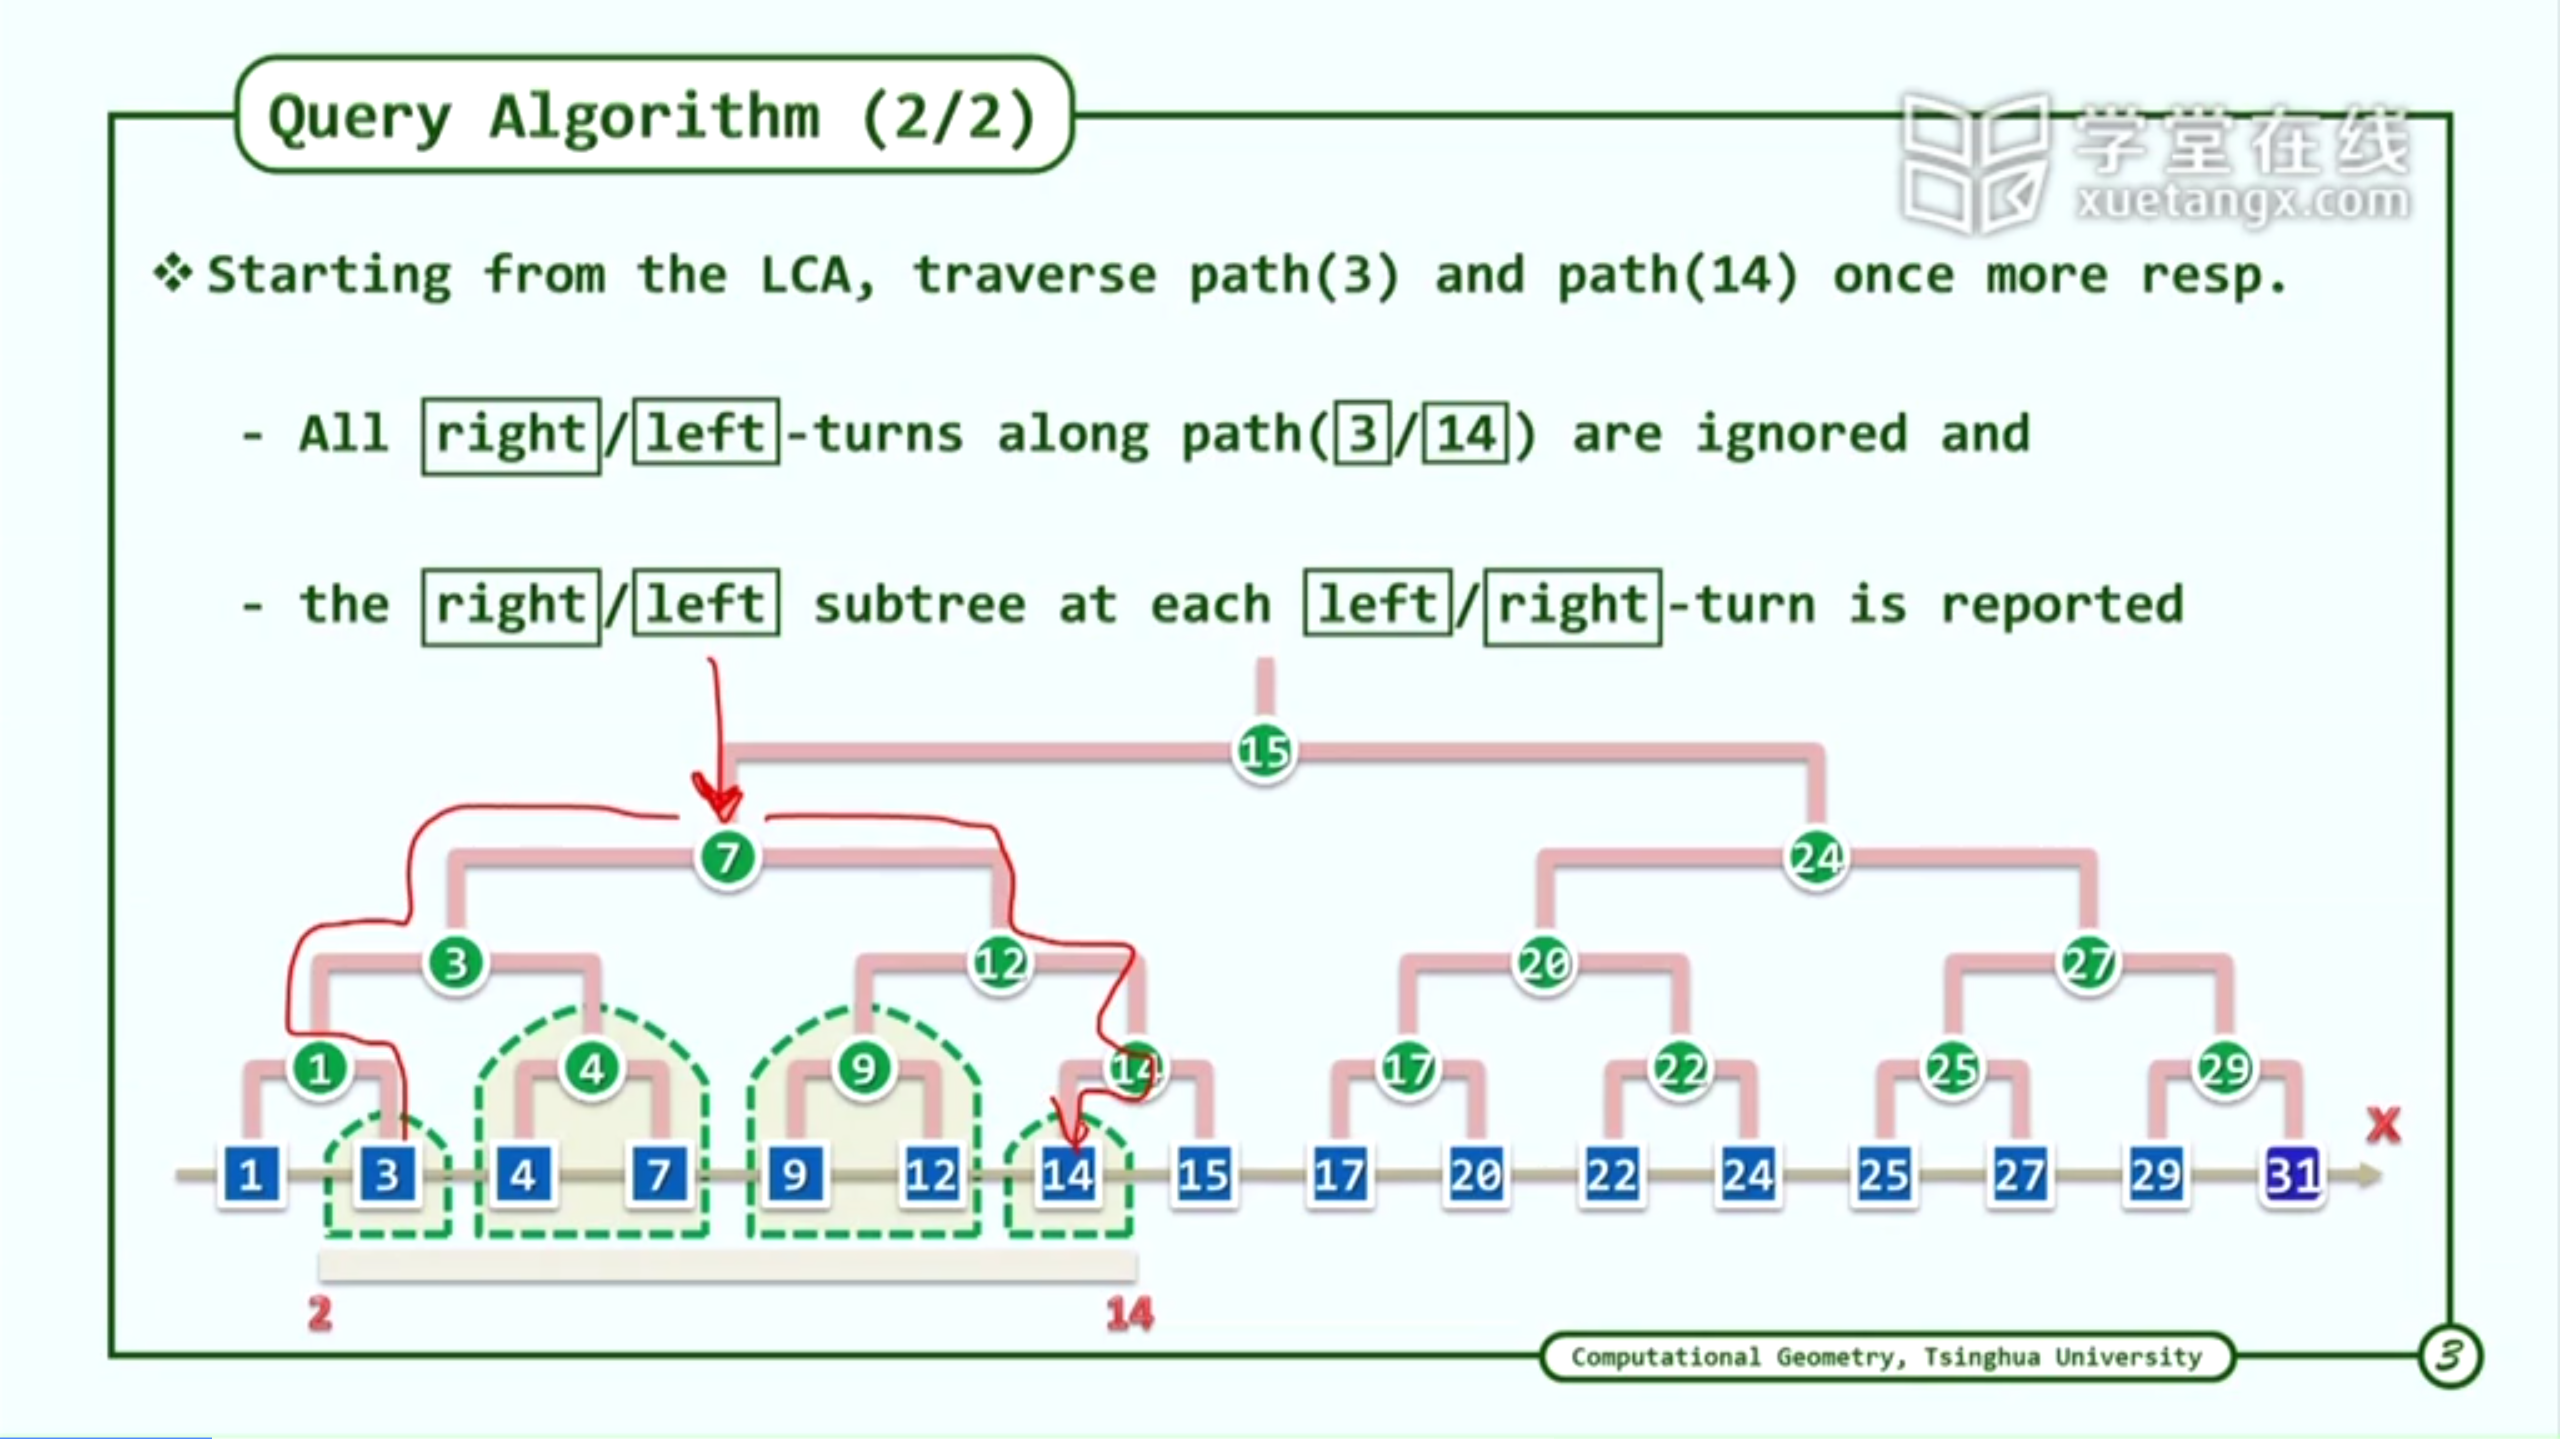 Query Algorithm (2/2)
学堂在线
xuetangx.com
❖ Starting from the LCA, traverse path(3) and path(14) once more resp.
- All right/left-turns along path(3/14) are ignored and
- the right/left subtree at each left/right-turn is reported
15
7 24
3 12 20 27
1 4 9 14 17 22 25 29
x
1 3 4 7 9 12 14 15 17 20 22 24 25 27 29 31
2 14
Computational Geometry, Tsinghua University
3